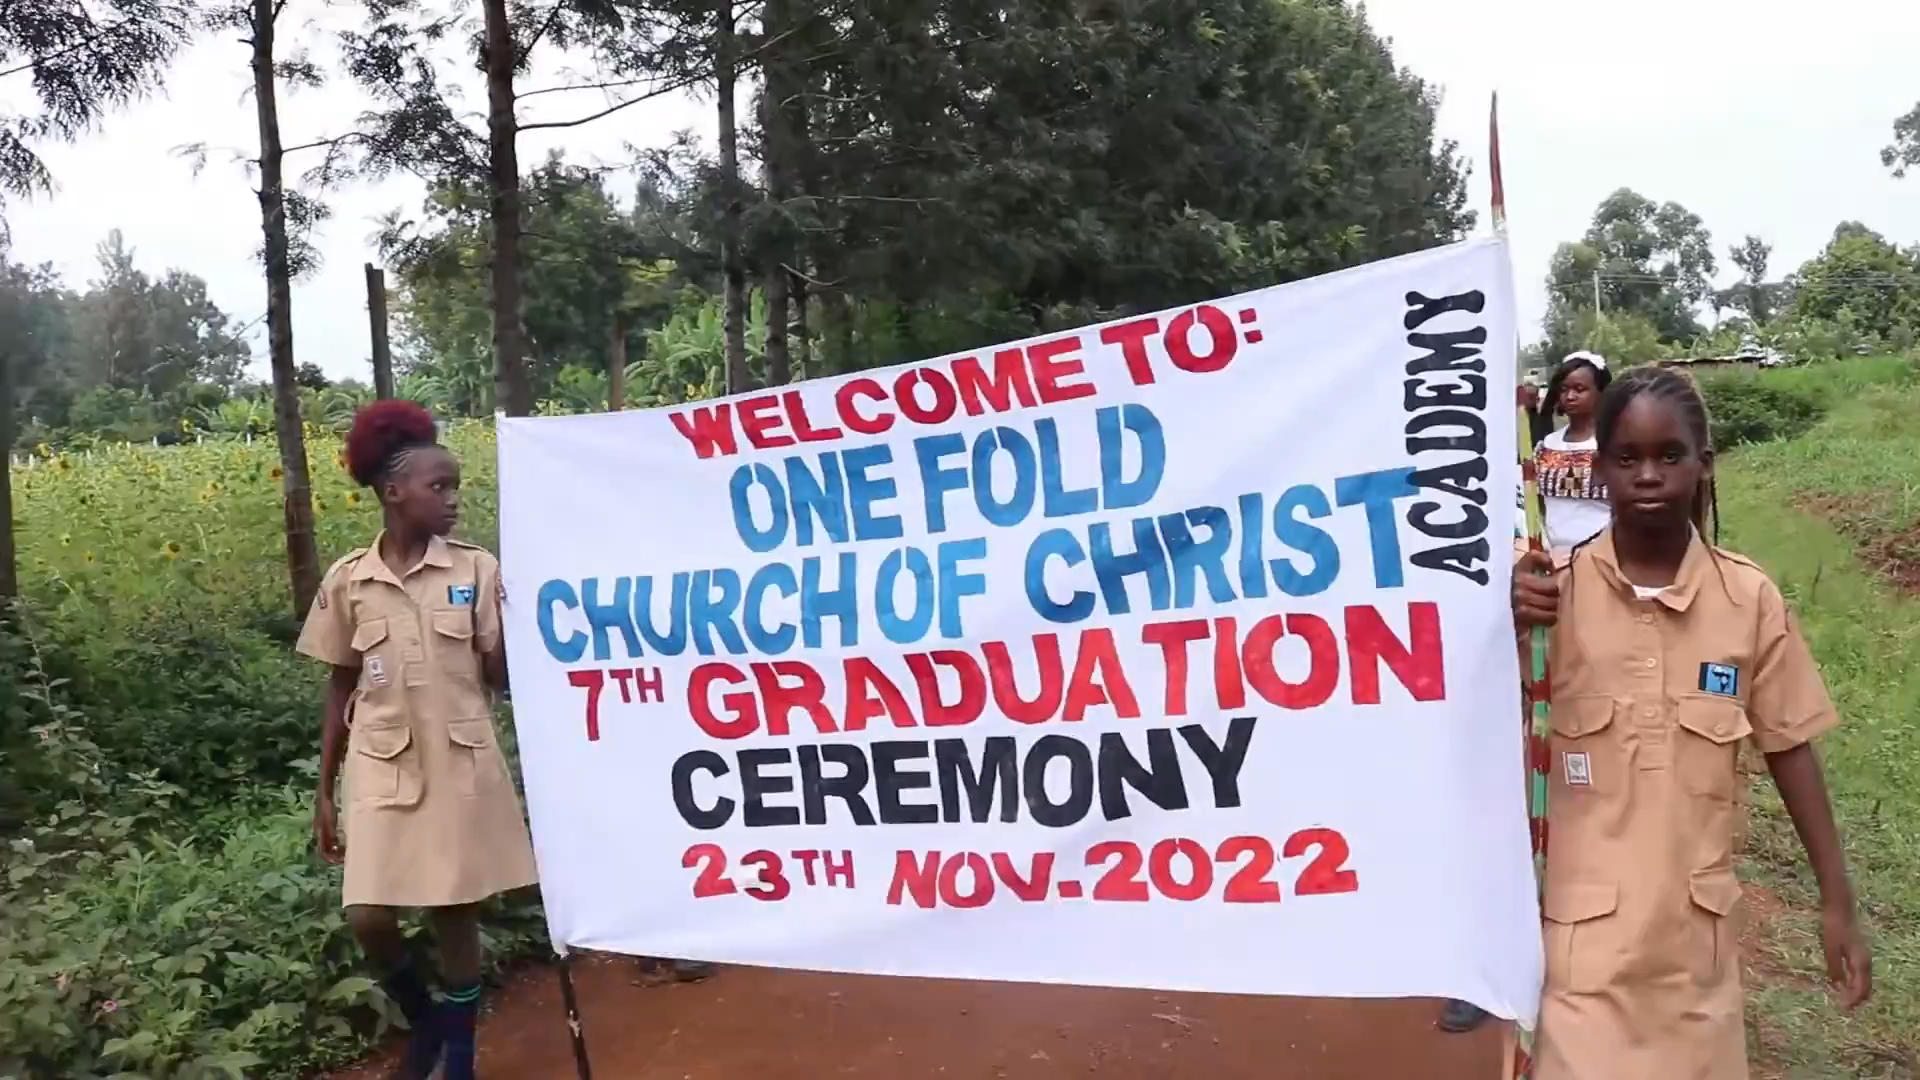 WELCOME TO:
ONE FOLD
CHURCH OF CHRIST
ACADEMY
7TH GRADUATION
CEREMONY
23TH NOV-2022